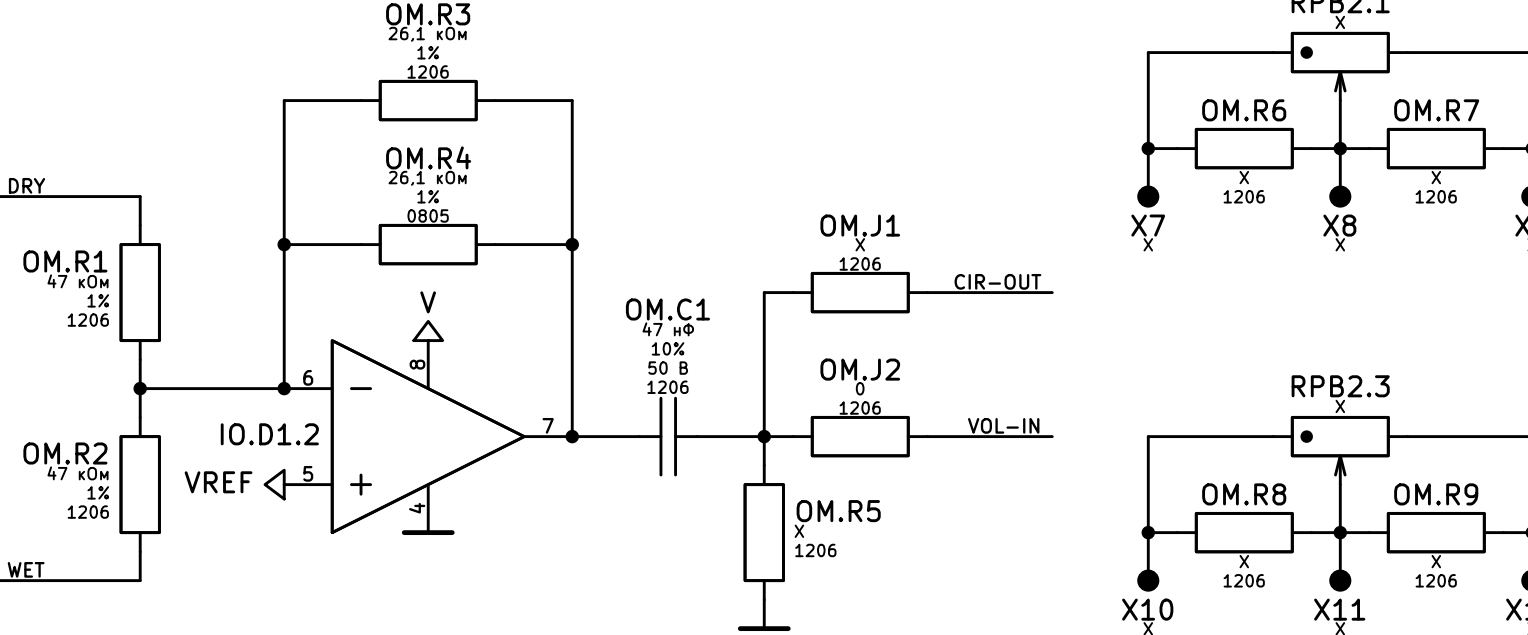 OM.R3
26,1 кОм
1%
1206
OM.R4
26,1 кОм
1%
0805
DRY
OM.R1
47 кОм
1%
1206
V
8
6
IO.D1.2
7
VREF
5
4
OM.R2
47 кОм
1%
1206
WET
OM.C1
47 нФ
10%
50 В
1206
OM.J1
X
1206
CIR-OUT
OM.J2
0
1206
VOL-IN
OM.R5
X
1206
RPB2.1
X
OM.R6
X
1206
OM.R7
X
1206
X7
X
X8
X
RPB2.3
X
OM.R8
X
1206
OM.R9
X
1206
X10
X
X11
X